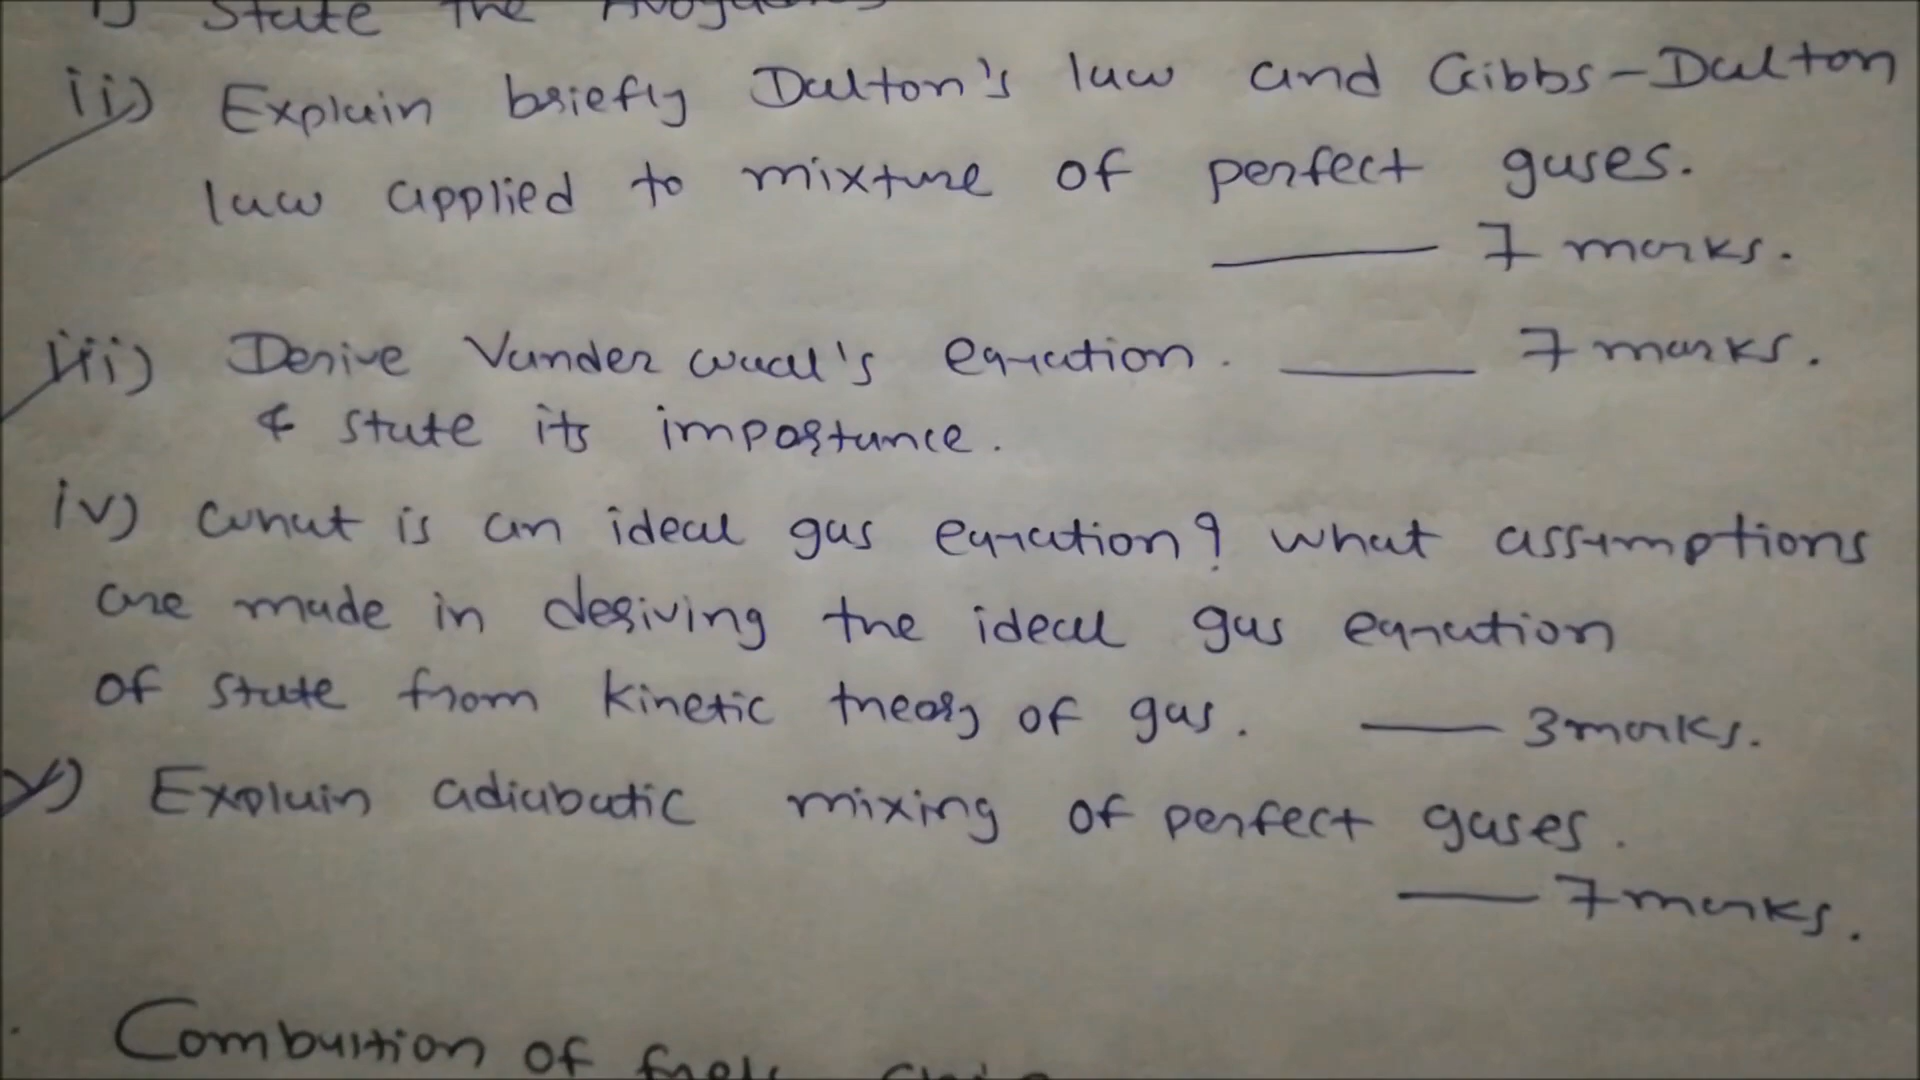 i) State the
ii) Explain briefly Dalton's law and Gibbs-Dalton
law applied to mixture of perfect gases.
— 7 marks.
iii) Derive Vander waal's equation. — 7 marks.
& state its importance.
iv) what is an ideal gas equation? what assumptions
are made in deriving the ideal gas equation
of state from kinetic theory of gas. — 3 marks.
v) Explain adiabatic mixing of perfect gases.
— 7 marks.
Combustion of fuels